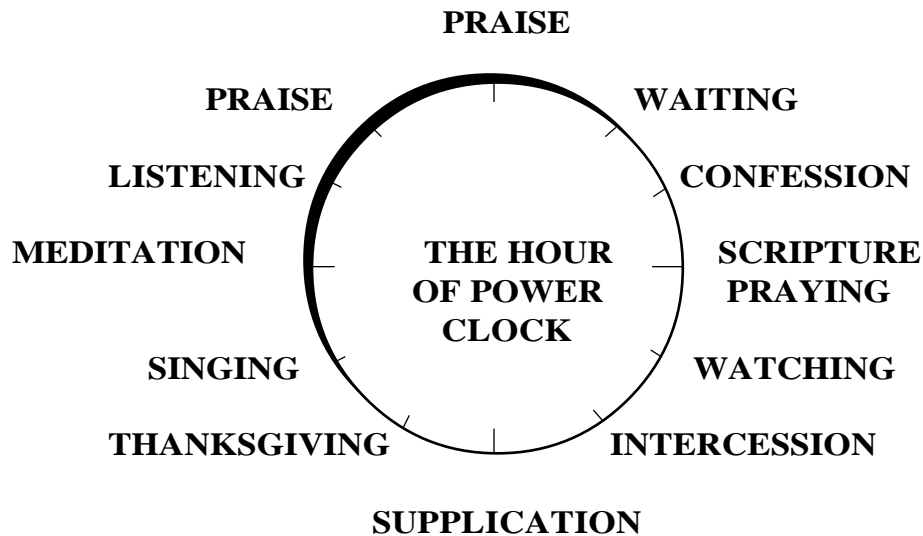 PRAISE
PRAISE
WAITING
LISTENING
CONFESSION
MEDITATION
THE HOUR
OF POWER
CLOCK
SCRIPTURE
PRAYING
SINGING
WATCHING
THANKSGIVING
INTERCESSION
SUPPLICATION